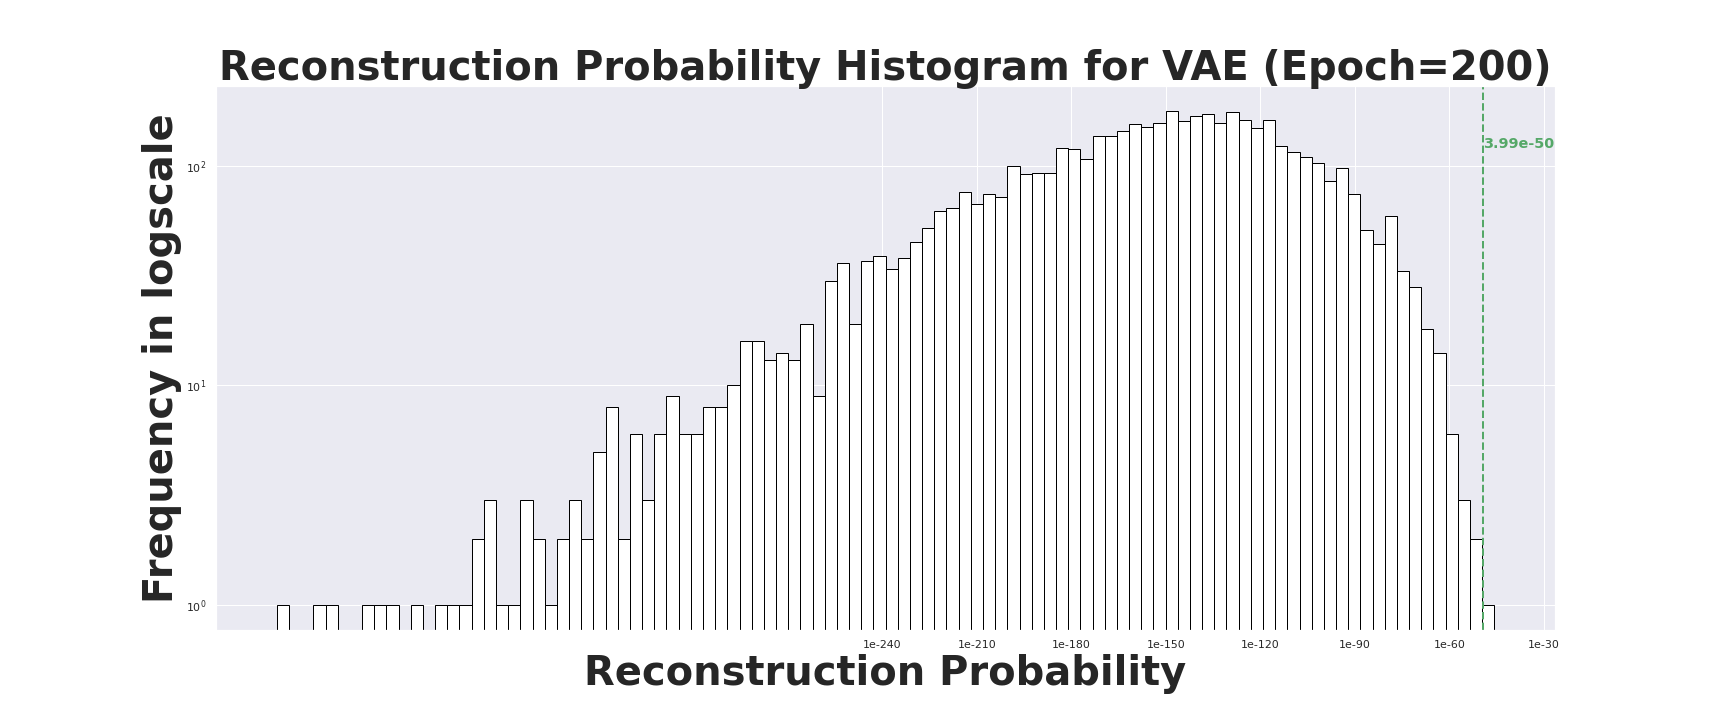 Reconstruction Probability Histogram for VAE (Epoch=200)
Frequency in logscale
3.99e-50
10²
10¹
10⁰
1e-240 1e-210 1e-180 1e-150 1e-120 1e-90 1e-60 1e-30
Reconstruction Probability